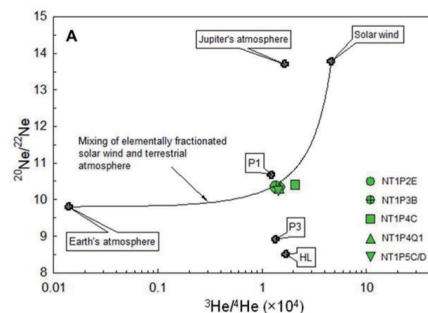 A
Jupiter's atmosphere
Solar wind
Mixing of elementally fractionated
solar wind and terrestrial
atmosphere
P1
P3
HL
Earth's atmosphere
NT1P2E
NT1P3B
NT1P4C
NT1P4Q1
NT1P5C/D
15
14
13
12
11
10
9
8
²⁰Ne/²²Ne
0.01
0.1
1
10
³He/⁴He (×10⁴)